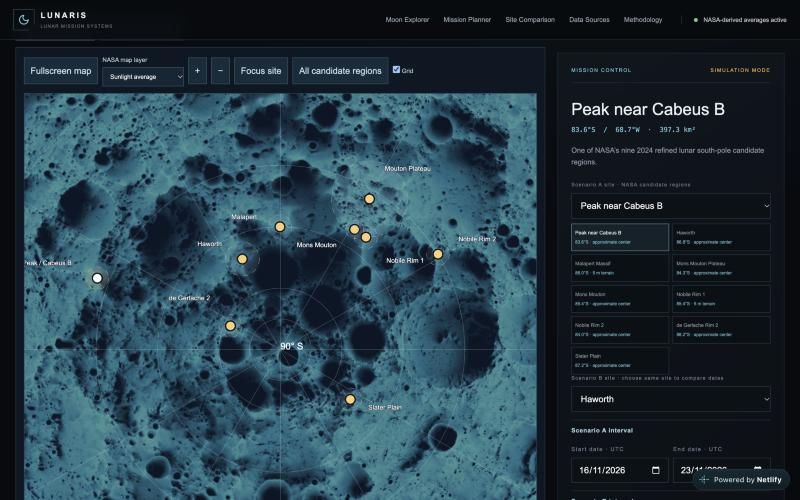 LUNARIS
LUNAR MISSION SYSTEMS
Moon Explorer
Mission Planner
Site Comparison
Data Sources
Methodology
NASA-derived averages active
Fullscreen map
NASA map layer
Sunlight average
+
−
Focus site
All candidate regions
Grid
Mouton Plateau
Malapert
Haworth
Mons Mouton
Nobile Rim 2
Nobile Rim 1
eak / Cabeus B
de Gerlache 2
90° S
Slater Plain
MISSION CONTROL
SIMULATION MODE
Peak near Cabeus B
83.6°S / 68.7°W · 397.3 km²
One of NASA's nine 2024 refined lunar south-pole candidate
regions.
Scenario A site · NASA candidate regions
Peak near Cabeus B
Peak near Cabeus B
83.6°S · approximate center
Haworth
86.8°S · approximate center
Malapert Massif
86.0°S · 5 m terrain
Mons Mouton Plateau
84.3°S · approximate center
Mons Mouton
85.4°S · approximate center
Nobile Rim 1
85.4°S · 5 m terrain
Nobile Rim 2
84.0°S · approximate center
de Gerlache Rim 2
88.2°S · approximate center
Slater Plain
87.2°S · approximate center
Scenario B site · choose same site to compare dates
Haworth
Scenario A interval
Start date · UTC
End date · UTC
16/11/2026
23/11/2026
Powered by Netlify